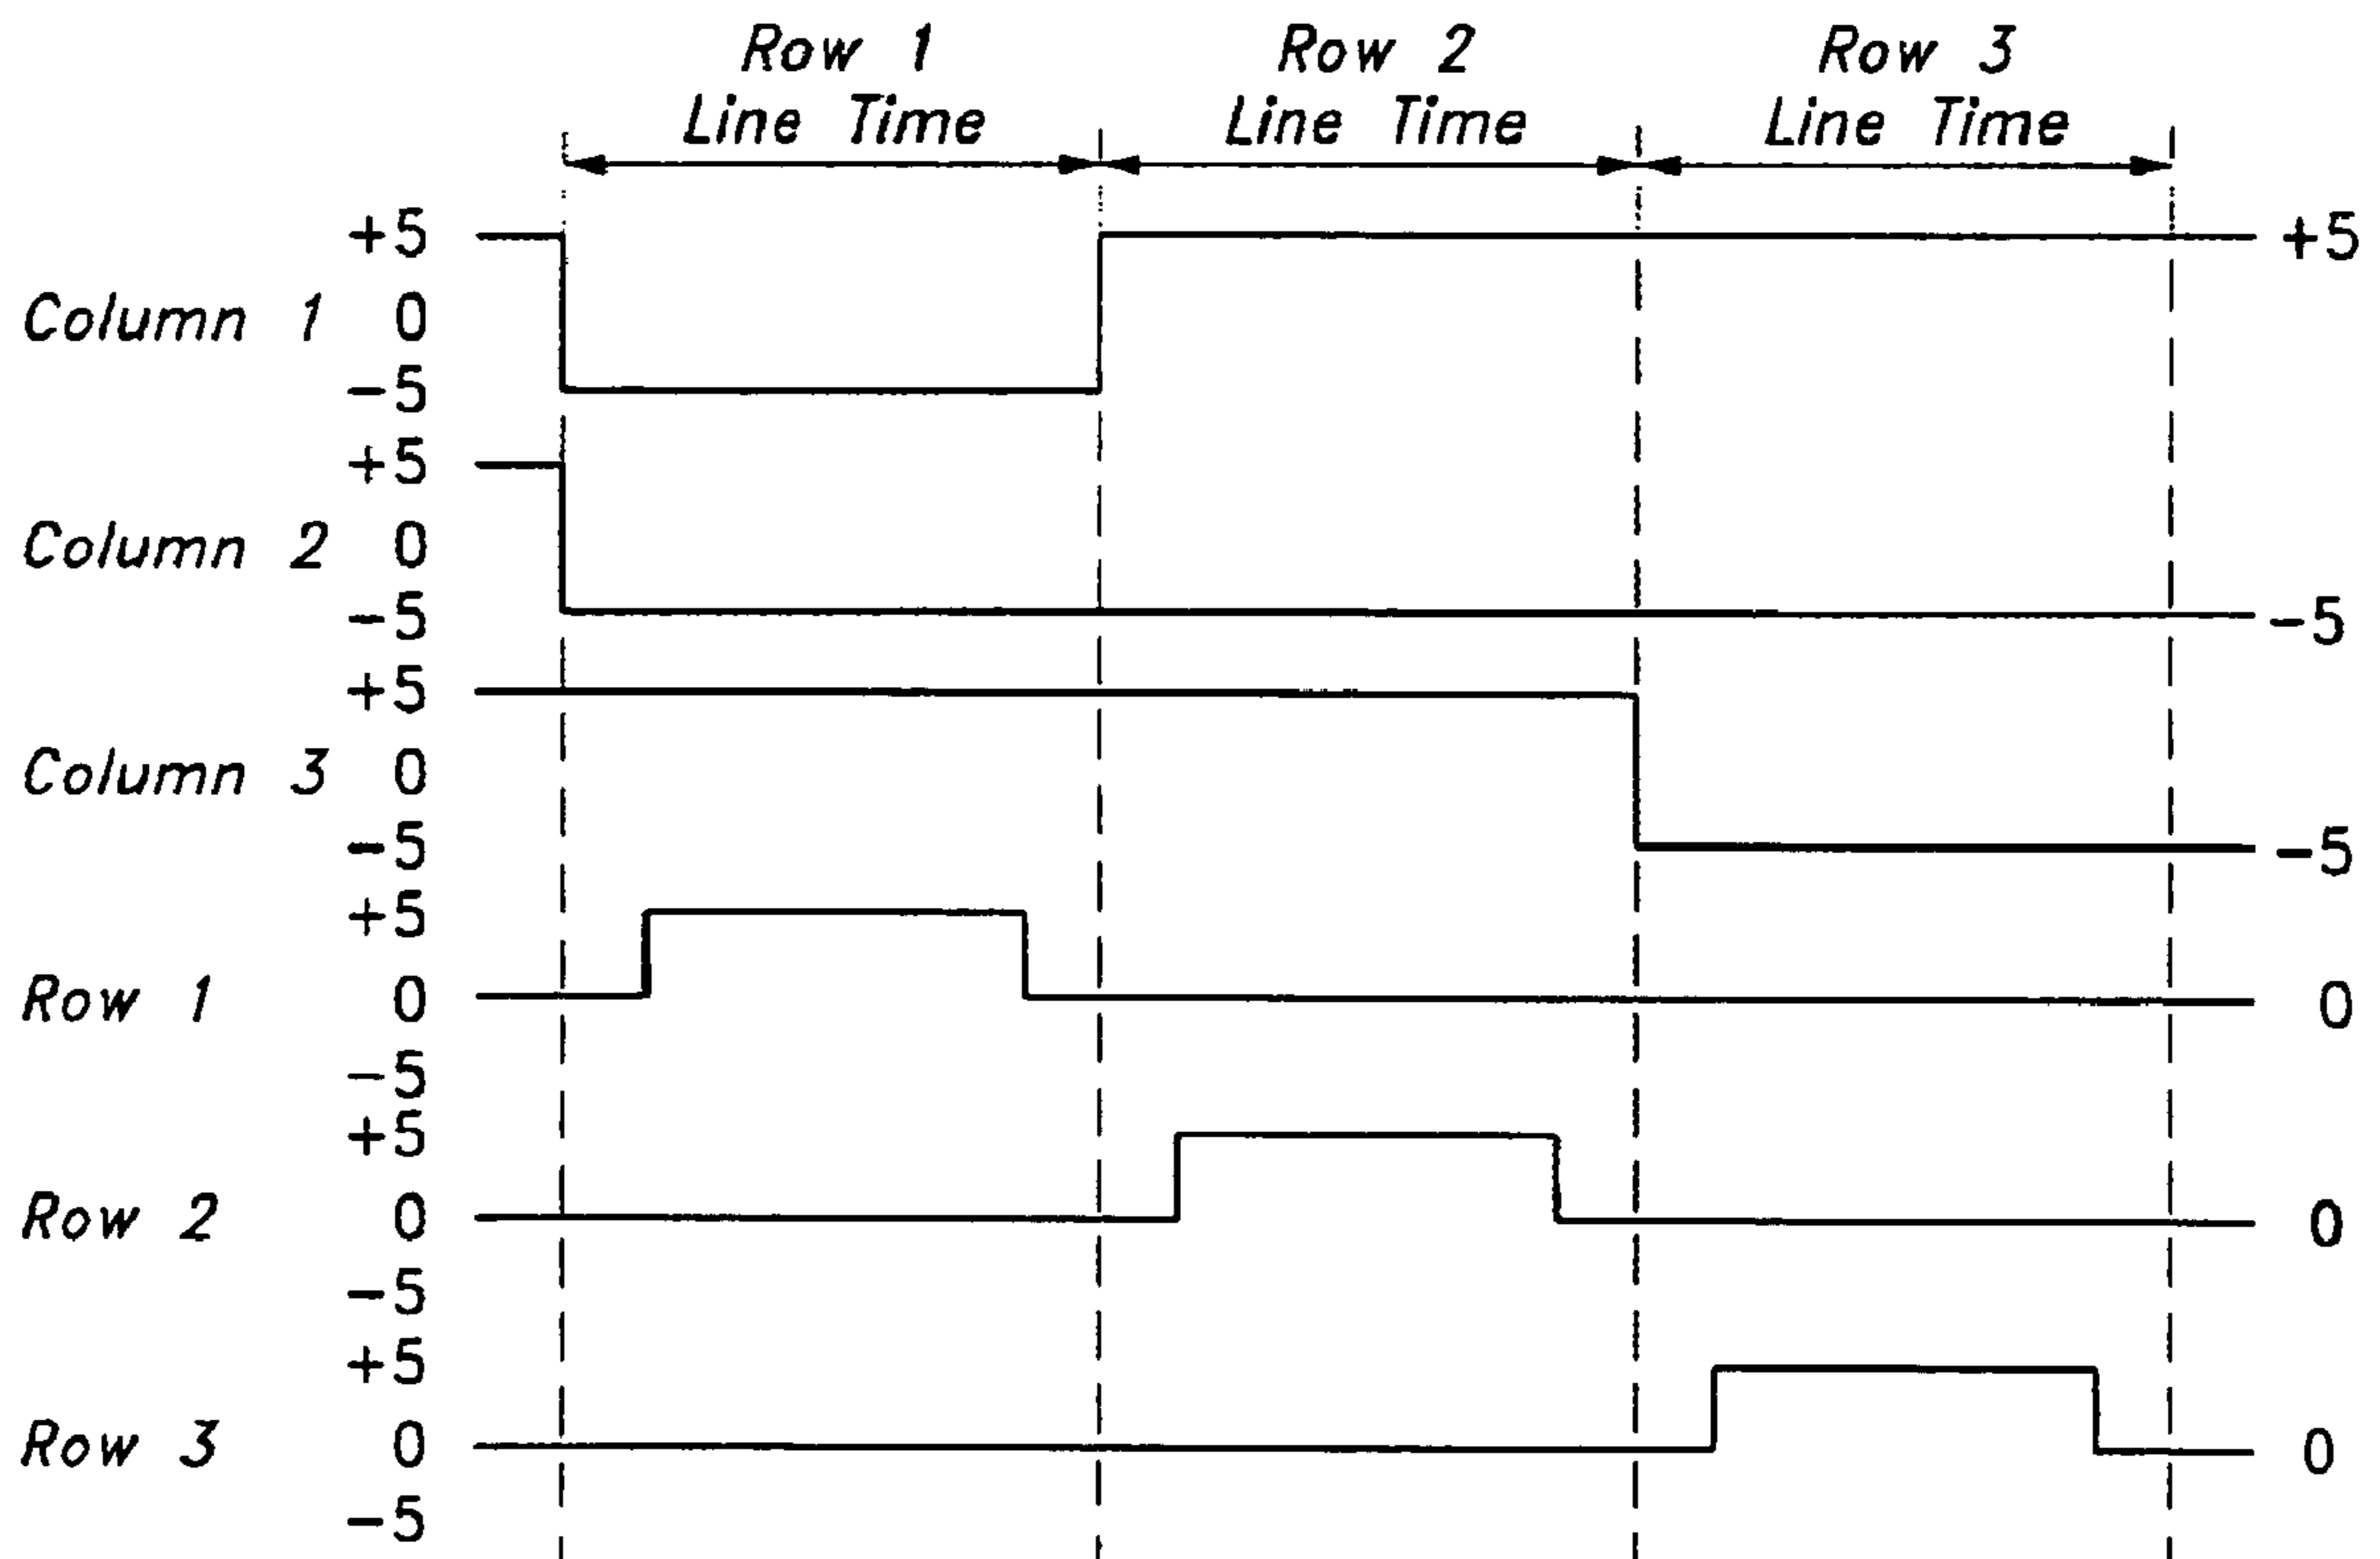 Row 1 Row 2 Row 3
Line Time Line Time Line Time
+5 +5
Column 1 0
-5
+5
Column 2 0
-5 -5
+5
Column 3 0
-5 -5
+5
Row 1 0 0
-5
+5
Row 2 0 0
-5
+5
Row 3 0 0
-5